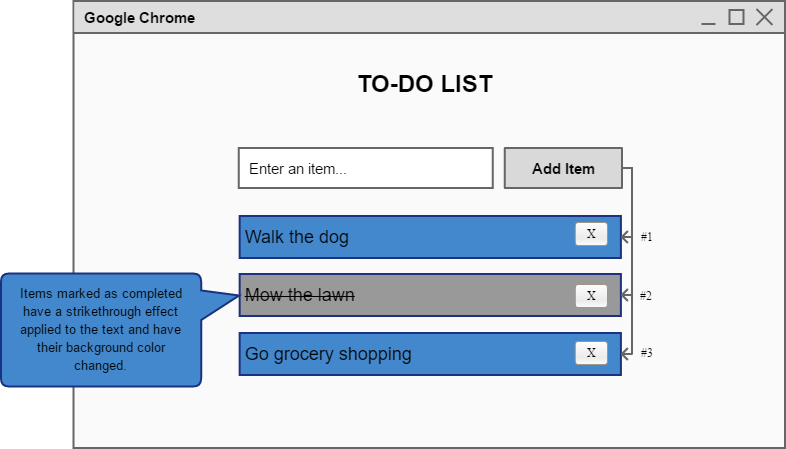 Google Chrome
TO-DO LIST
Enter an item...
Add Item
Walk the dog
X
#1
Mow the lawn
X
#2
Items marked as completed
have a strikethrough effect
applied to the text and have
their background color
changed.
Go grocery shopping
X
#3